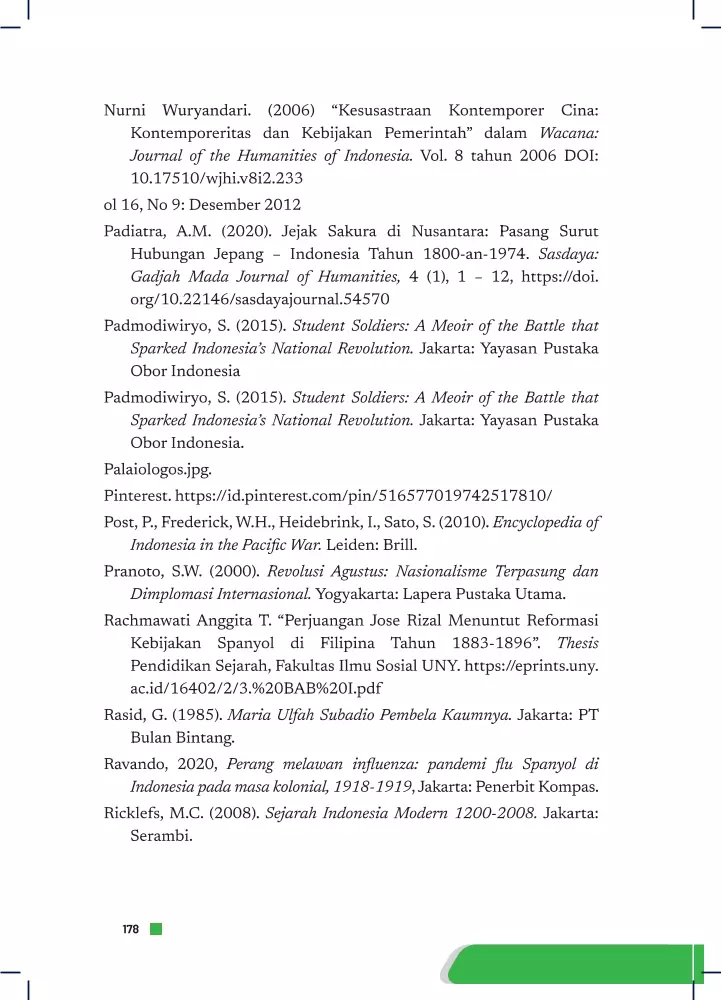 Nurni Wuryandari. (2006) “Kesusastraan Kontemporer Cina:
Kontemporeritas dan Kebijakan Pemerintah” dalam Wacana:
Journal of the Humanities of Indonesia. Vol. 8 tahun 2006 DOI:
10.17510/wjhi.v8i2.233
ol 16, No 9: Desember 2012
Padiatra, A.M. (2020). Jejak Sakura di Nusantara: Pasang Surut
Hubungan Jepang – Indonesia Tahun 1800-an-1974. Sasdaya:
Gadjah Mada Journal of Humanities, 4 (1), 1 – 12, https://doi.
org/10.22146/sasdayajournal.54570
Padmodiwiryo, S. (2015). Student Soldiers: A Meoir of the Battle that
Sparked Indonesia’s National Revolution. Jakarta: Yayasan Pustaka
Obor Indonesia
Padmodiwiryo, S. (2015). Student Soldiers: A Meoir of the Battle that
Sparked Indonesia’s National Revolution. Jakarta: Yayasan Pustaka
Obor Indonesia.
Palaiologos.jpg.
Pinterest. https://id.pinterest.com/pin/516577019742517810/
Post, P., Frederick, W.H., Heidebrink, I., Sato, S. (2010). Encyclopedia of
Indonesia in the Pacific War. Leiden: Brill.
Pranoto, S.W. (2000). Revolusi Agustus: Nasionalisme Terpasung dan
Dimplomasi Internasional. Yogyakarta: Lapera Pustaka Utama.
Rachmawati Anggita T. “Perjuangan Jose Rizal Menuntut Reformasi
Kebijakan Spanyol di Filipina Tahun 1883-1896”. Thesis
Pendidikan Sejarah, Fakultas Ilmu Sosial UNY. https://eprints.uny.
ac.id/16402/2/3.%20BAB%20I.pdf
Rasid, G. (1985). Maria Ulfah Subadio Pembela Kaumnya. Jakarta: PT
Bulan Bintang.
Ravando, 2020, Perang melawan influenza: pandemi flu Spanyol di
Indonesia pada masa kolonial, 1918-1919, Jakarta: Penerbit Kompas.
Ricklefs, M.C. (2008). Sejarah Indonesia Modern 1200-2008. Jakarta:
Serambi.
178